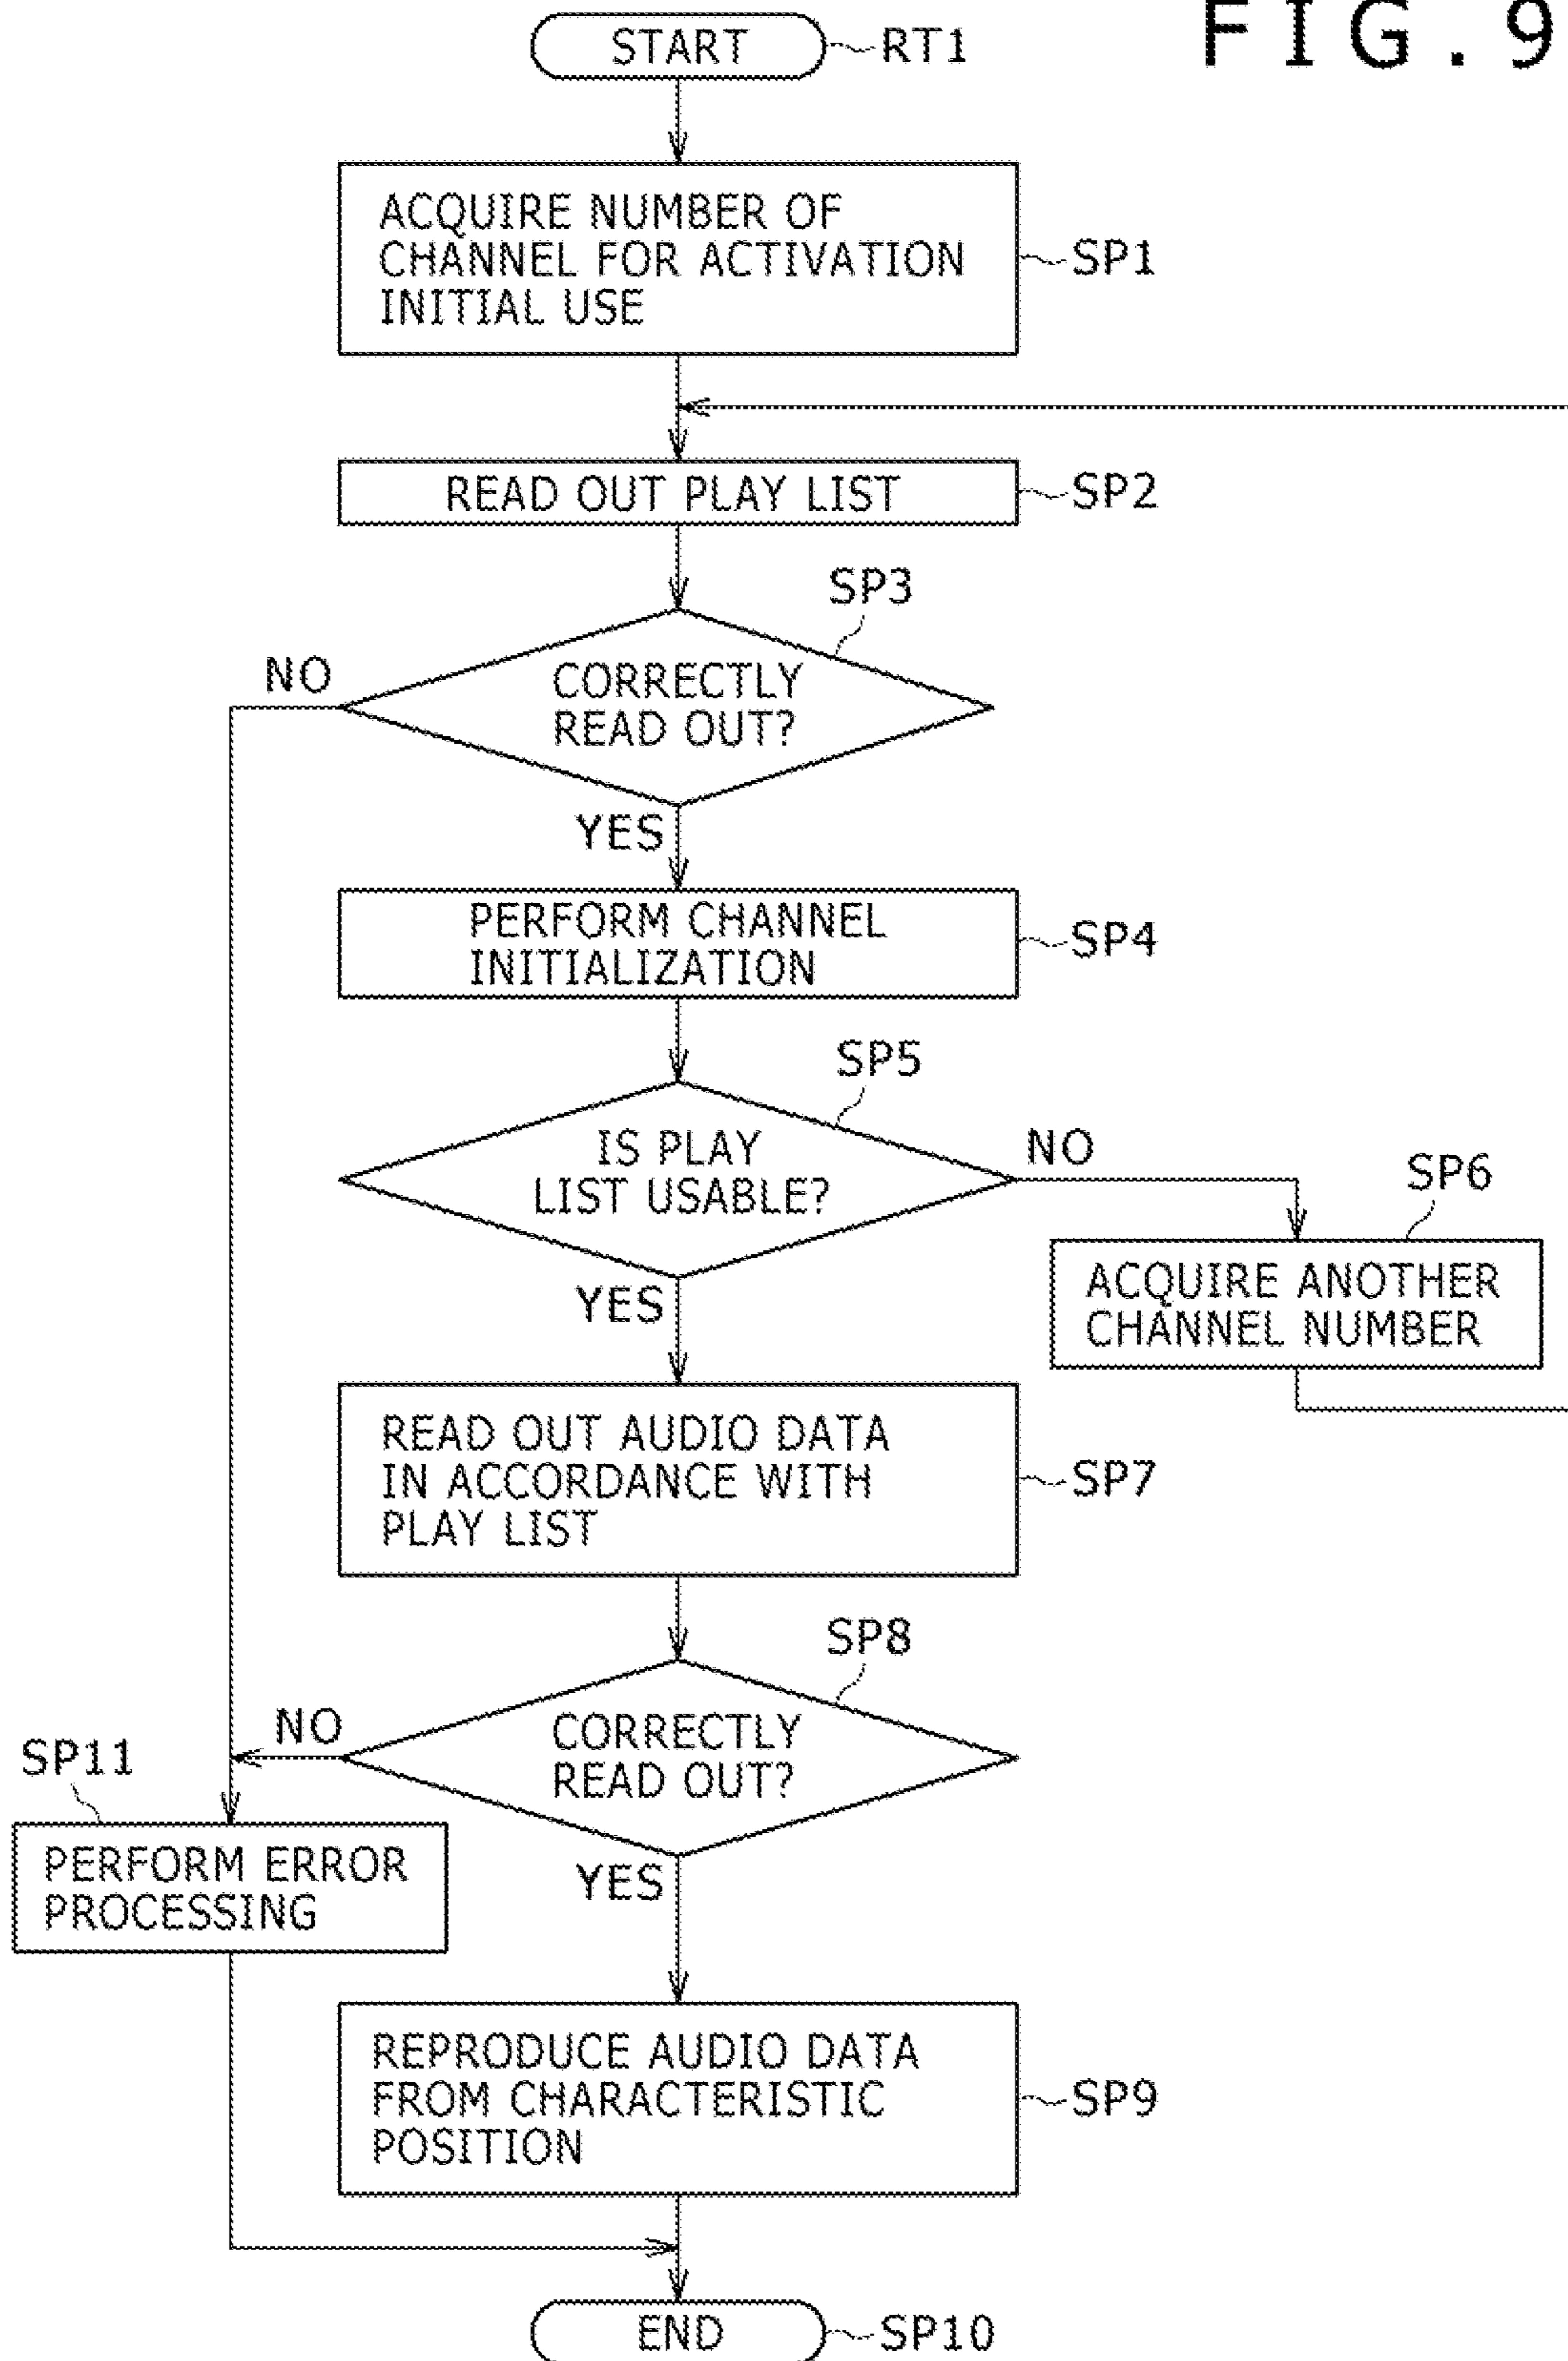 FIG.9
START
RT1
ACQUIRE NUMBER OF
CHANNEL FOR ACTIVATION
INITIAL USE
SP1
READ OUT PLAY LIST
SP2
SP3
NO
CORRECTLY
READ OUT?
YES
PERFORM CHANNEL
INITIALIZATION
SP4
SP5
IS PLAY
LIST USABLE?
NO
SP6
ACQUIRE ANOTHER
CHANNEL NUMBER
YES
READ OUT AUDIO DATA
IN ACCORDANCE WITH
PLAY LIST
SP7
SP8
NO
CORRECTLY
READ OUT?
SP11
PERFORM ERROR
PROCESSING
YES
REPRODUCE AUDIO DATA
FROM CHARACTERISTIC
POSITION
SP9
END
SP10